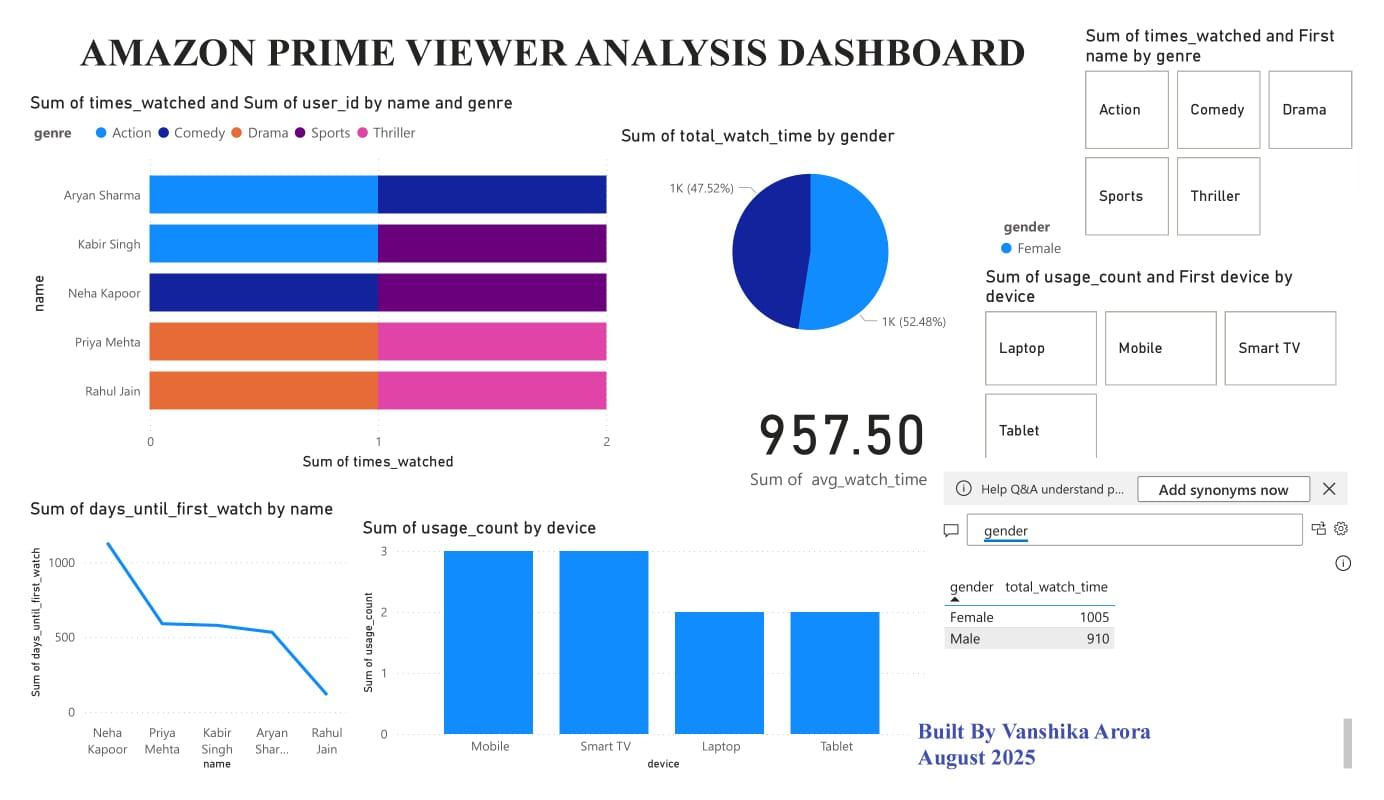 AMAZON PRIME VIEWER ANALYSIS DASHBOARD
Sum of times_watched and Sum of user_id by name and genre
genre Action Comedy Drama Sports Thriller
name
Aryan Sharma
Kabir Singh
Neha Kapoor
Priya Mehta
Rahul Jain
0 1 2
Sum of times_watched
Sum of total_watch_time by gender
1K (47.52%)
1K (52.48%)
gender
Female
Sum of times_watched and First
name by genre
Action Comedy Drama
Sports Thriller
Sum of usage_count and First device by
device
Laptop Mobile Smart TV
Tablet
957.50
Sum of avg_watch_time
Sum of days_until_first_watch by name
Sum of days_until_first_watch
1000
500
0
Neha Priya Kabir Aryan Rahul
Kapoor Mehta Singh Shar... Jain
name
Sum of usage_count by device
Sum of usage_count
3
2
1
0
Mobile Smart TV Laptop Tablet
device
Help Q&A understand p... Add synonyms now
gender
gender total_watch_time
Female 1005
Male 910
Built By Vanshika Arora
August 2025